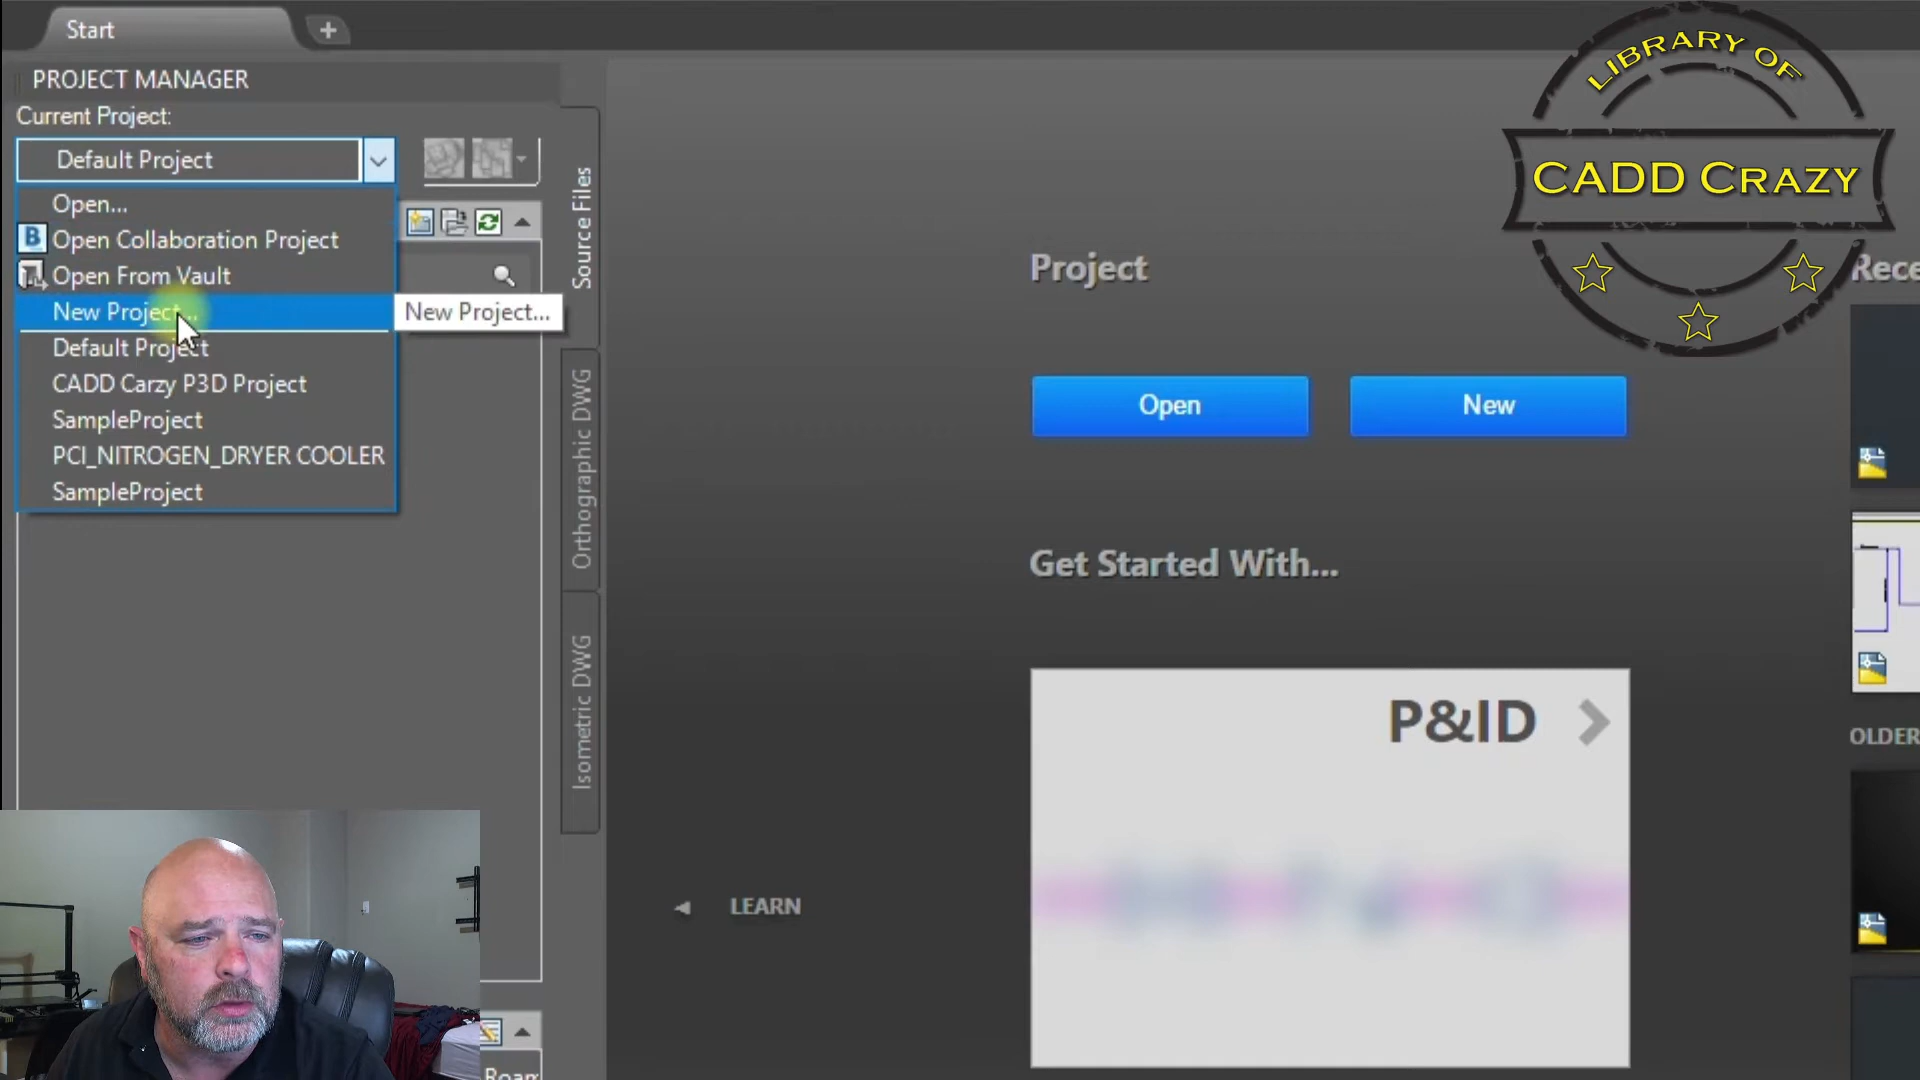 Start
PROJECT MANAGER
Current Project:
Default Project
Open...
Open Collaboration Project
Open From Vault
New Project...
New Project...
Default Project
CADD Carzy P3D Project
SampleProject
PCI_NITROGEN_DRYER COOLER
SampleProject
Source Files
Orthographic DWG
Isometric DWG
Project
Open
New
Get Started With...
P&ID
LEARN
LIBRARY OF
CADD CRAZY
Rece
OLDER
Roam